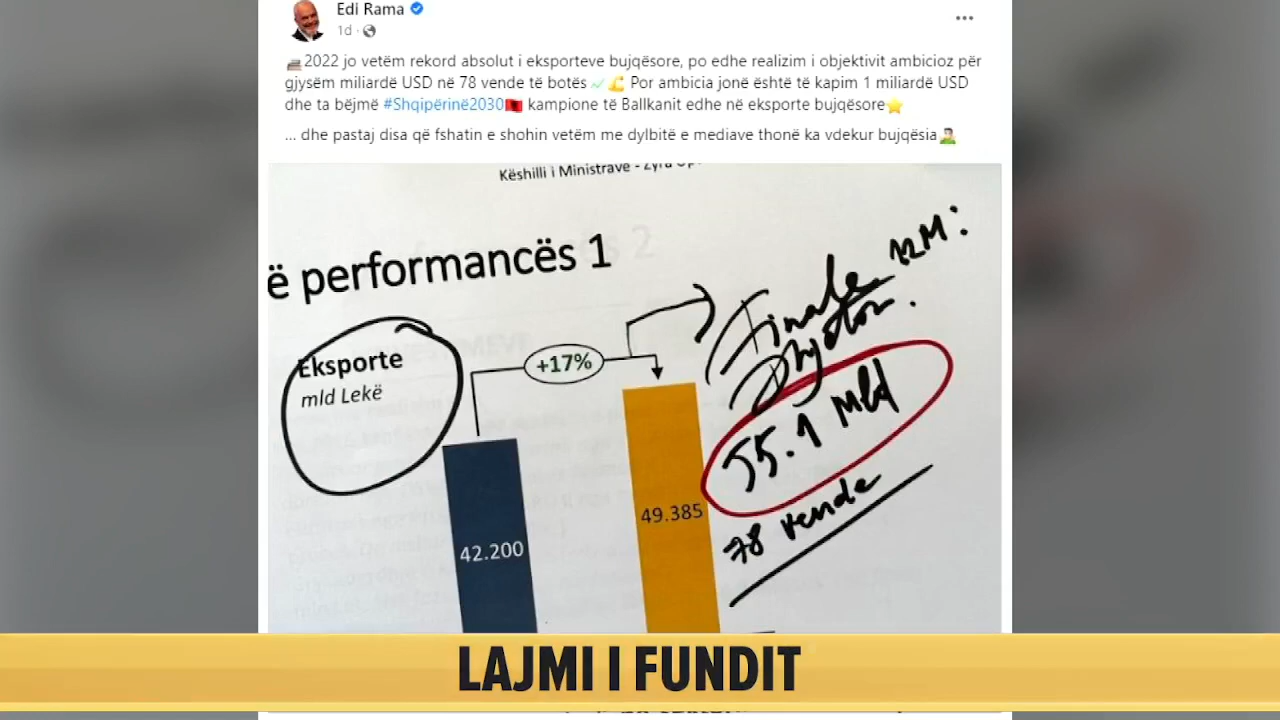 Edi Rama
1d
2022 jo vetëm rekord absolut i eksporteve bujqësore, po edhe realizim i objektivit ambicioz për
gjysëm miliardë USD në 78 vende të botës Por ambicia jonë është të kapim 1 miliardë USD
dhe ta bëjmë #Shqipërinë2030 kampione të Ballkanit edhe në eksporte bujqësore
... dhe pastaj disa që fshatin e shohin vetëm me dylbitë e mediave thonë ka vdekur bujqësia
Këshilli i Ministrave - Zyra
ë performancës 1
Eksporte
mld Lekë
+17%
42.200
49.385
Finale 12M:
55.1 Mld
78 vende
LAJMI I FUNDIT